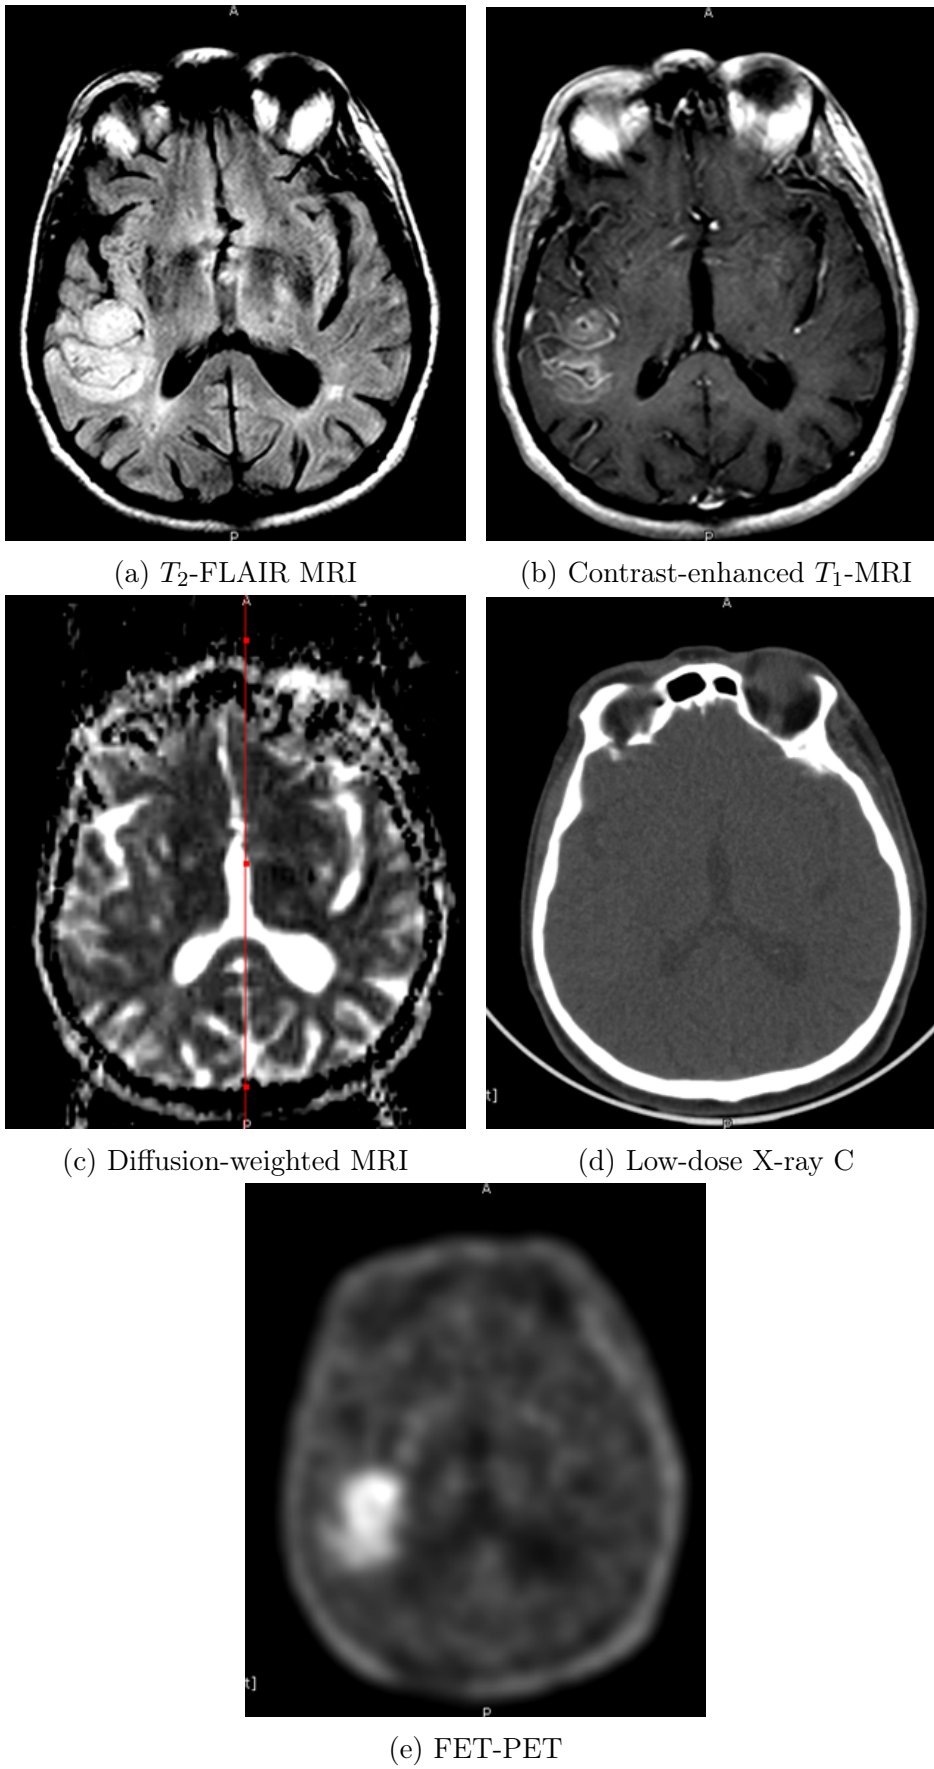 A
A
P
P
(a) T2-FLAIR MRI
(b) Contrast-enhanced T1-MRI
A
A
t]
P
P
(c) Diffusion-weighted MRI
(d) Low-dose X-ray C
A
t]
P
(e) FET-PET